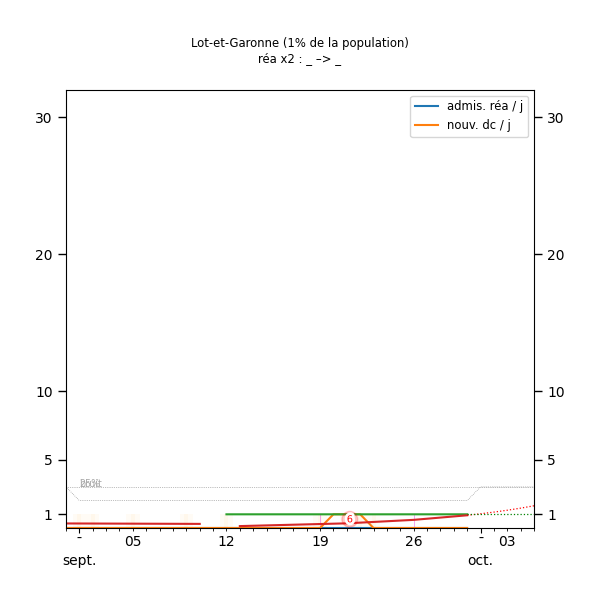 Lot-et-Garonne (1% de la population)
réa x2 : _ –> _
admis. réa / j
nouv. dc / j
30 30
20 20
10 10
5 5
1 1
6
- 05 12 19 26 - 03
sept. oct.